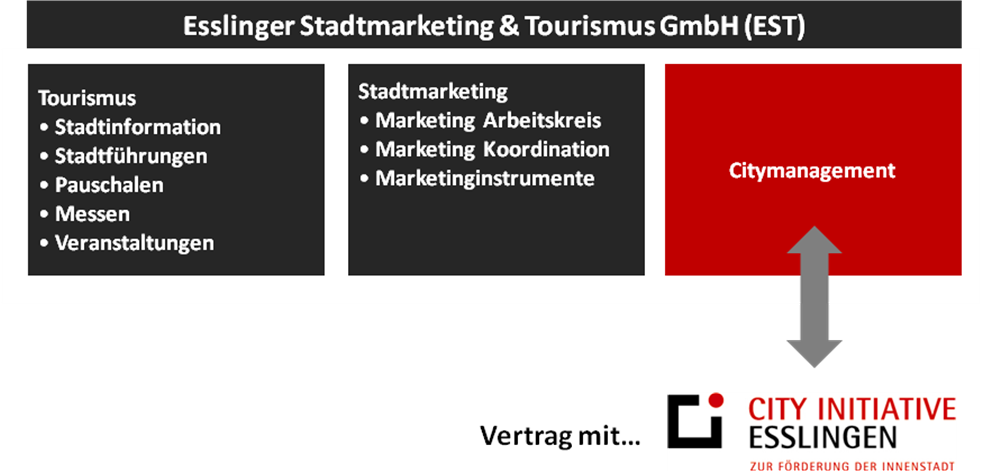 Esslinger Stadtmarketing & Tourismus GmbH (EST)
Tourismus
• Stadtinformation
• Stadtführungen
• Pauschalen
• Messen
• Veranstaltungen
Stadtmarketing
• Marketing Arbeitskreis
• Marketing Koordination
• Marketinginstrumente
Citymanagement
Vertrag mit...
CITY INITIATIVE
ESSLINGEN
ZUR FÖRDERUNG DER INNENSTADT